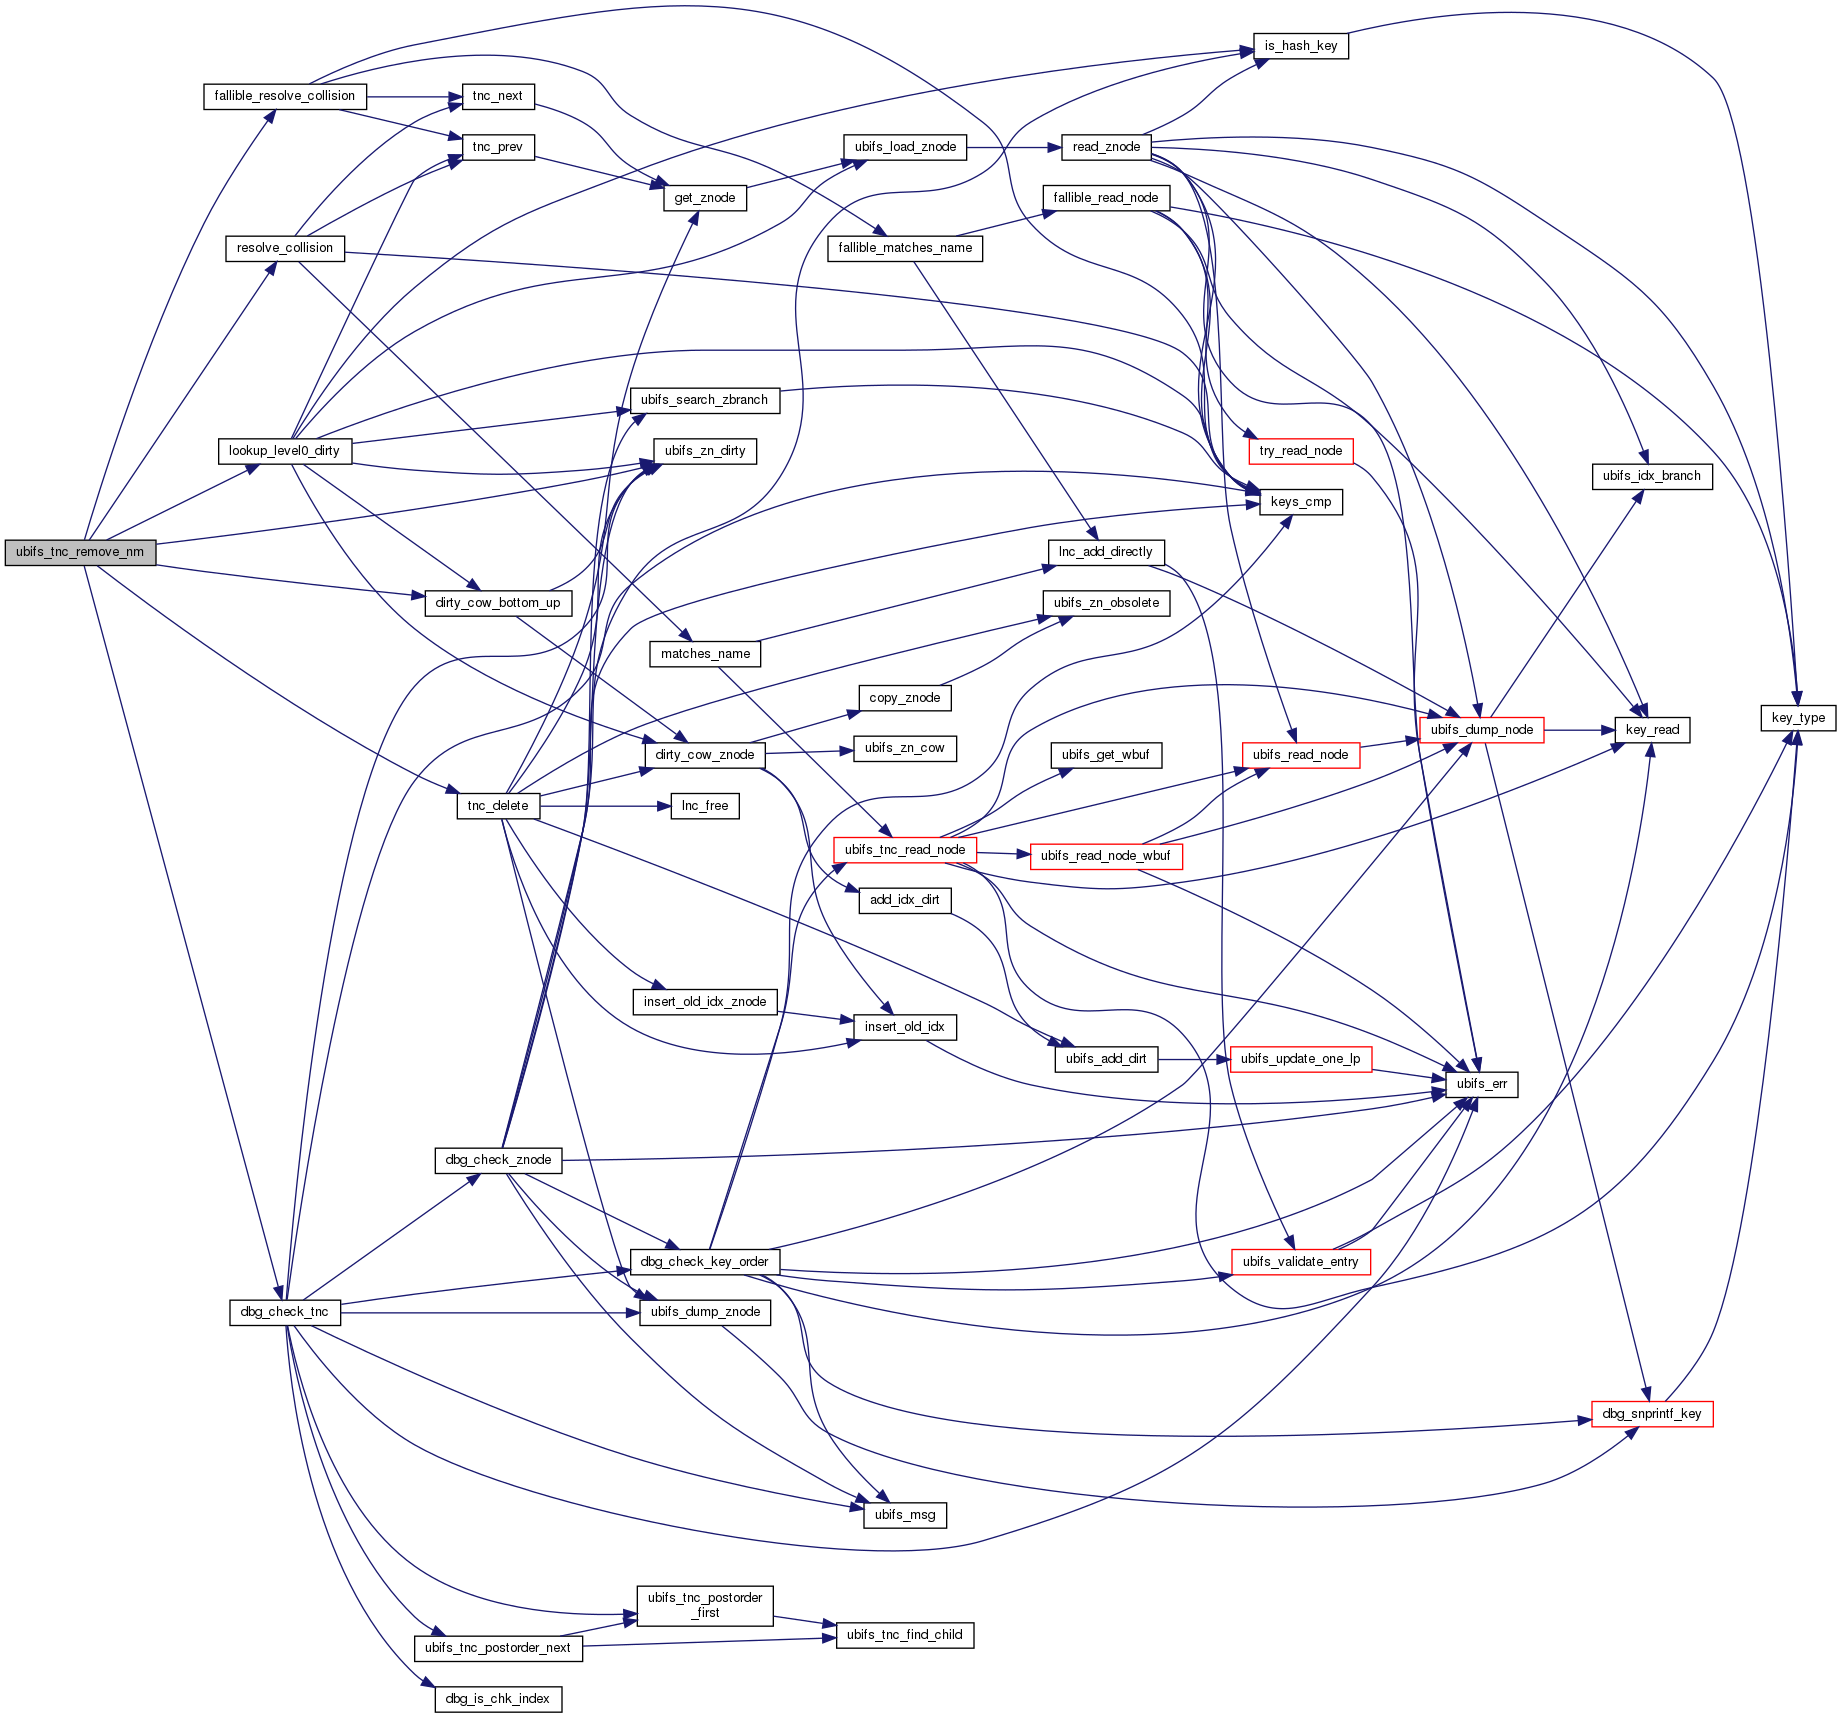 is_hash_key
fallible_resolve_collision
tnc_next
tnc_prev
ubifs_load_znode
read_znode
get_znode
fallible_read_node
resolve_collision
fallible_matches_name
ubifs_search_zbranch
lookup_level0_dirty
ubifs_zn_dirty
try_read_node
ubifs_idx_branch
keys_cmp
ubifs_tnc_remove_nm
lnc_add_directly
dirty_cow_bottom_up
ubifs_zn_obsolete
matches_name
copy_znode
key_type
ubifs_dump_node
key_read
dirty_cow_znode
ubifs_zn_cow
ubifs_get_wbuf
ubifs_read_node
tnc_delete
lnc_free
ubifs_tnc_read_node
ubifs_read_node_wbuf
add_idx_dirt
insert_old_idx_znode
insert_old_idx
ubifs_add_dirt
ubifs_update_one_lp
ubifs_err
dbg_check_znode
dbg_check_key_order
ubifs_validate_entry
dbg_check_tnc
ubifs_dump_znode
dbg_snprintf_key
ubifs_msg
ubifs_tnc_postorder
_first
ubifs_tnc_find_child
ubifs_tnc_postorder_next
dbg_is_chk_index